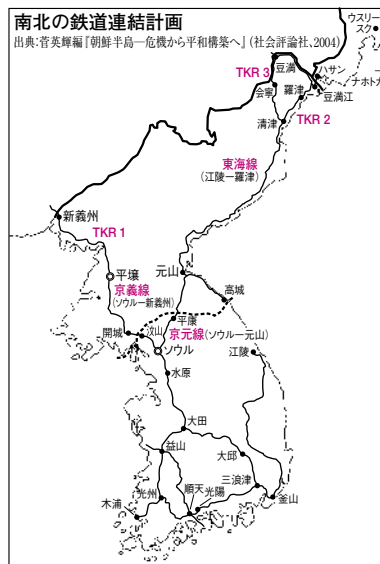 南北の鉄道連結計画
出典:菅英輝編『朝鮮半島―危機から平和構築へ』(社会評論社、2004)
ウスリー
スク
TKR 3
豆満
ハサン
ナホトカ
会寧
羅津
豆満江
清津
TKR 2
東海線
(江陵ー羅津)
新義州
TKR 1
平壌
元山
京義線
(ソウルー新義州)
高城
平康
開城
汶山
京元線(ソウルー元山)
ソウル
江陵
水原
大田
益山
大邱
三浪津
光州
順天
光陽
木浦
釜山